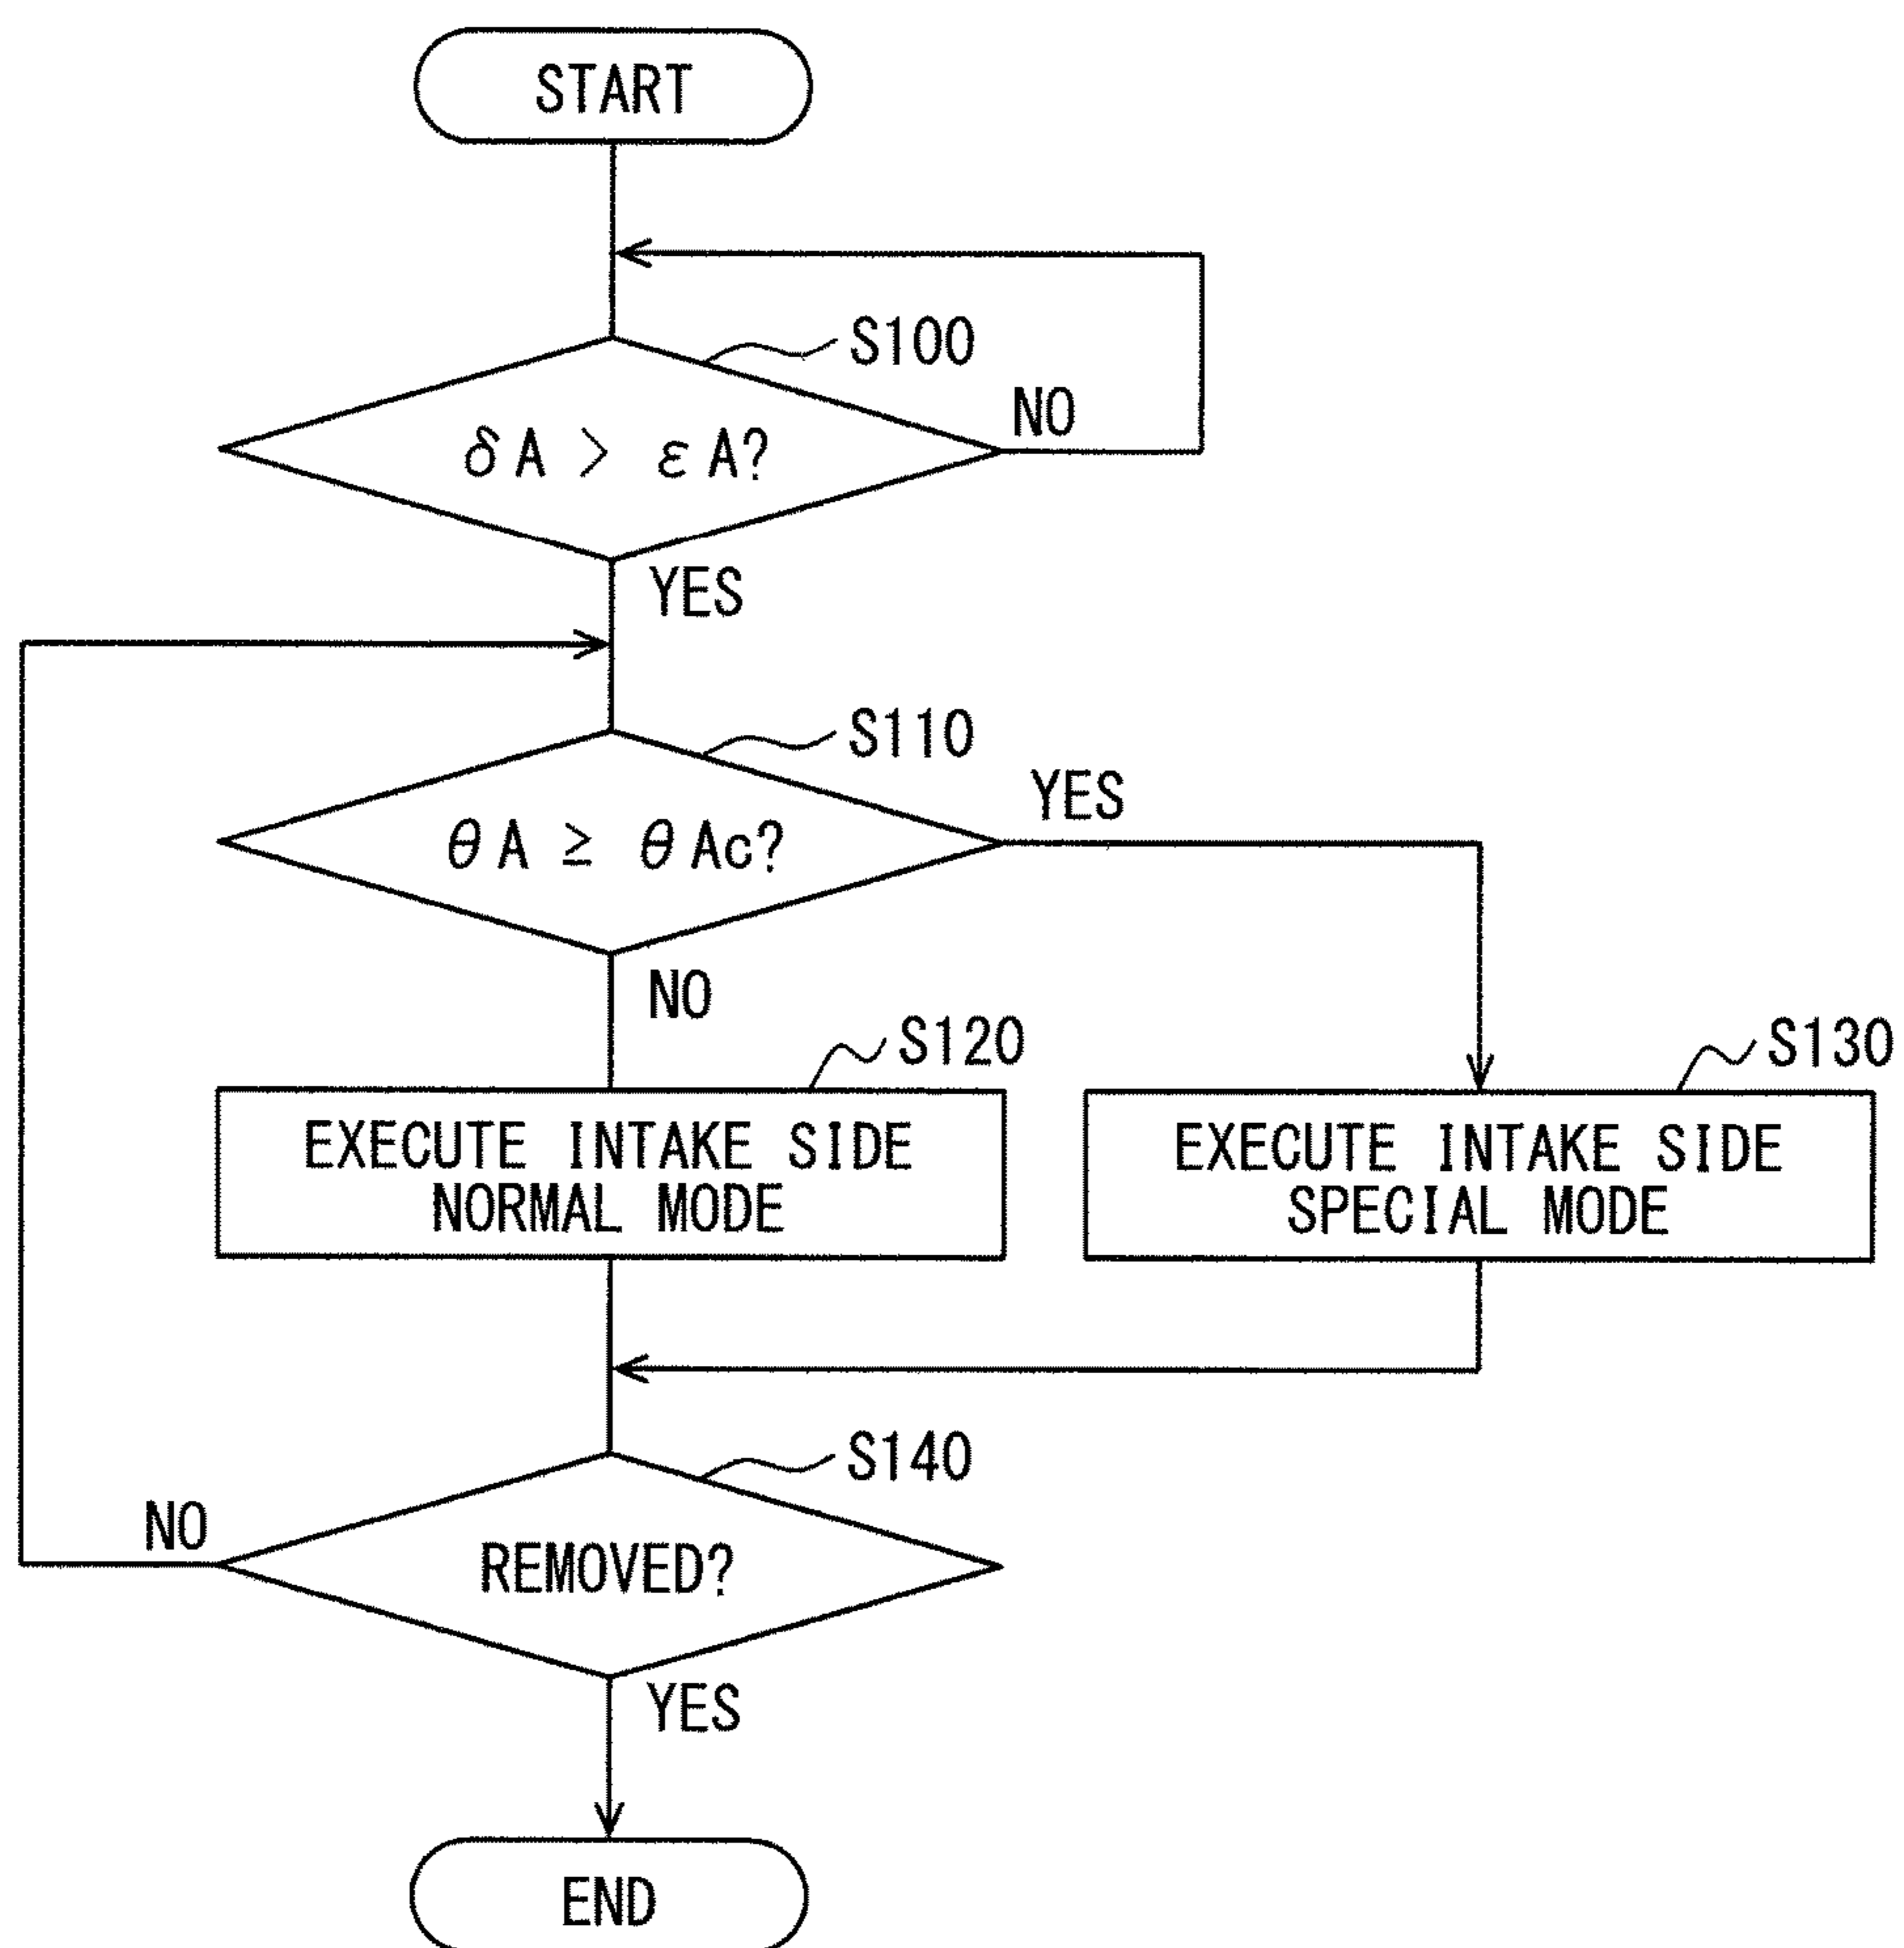 START
S100
δA > εA?
NO
YES
S110
θA ≥ θAc?
YES
NO
S120
EXECUTE INTAKE SIDE
NORMAL MODE
S130
EXECUTE INTAKE SIDE
SPECIAL MODE
S140
REMOVED?
NO
YES
END